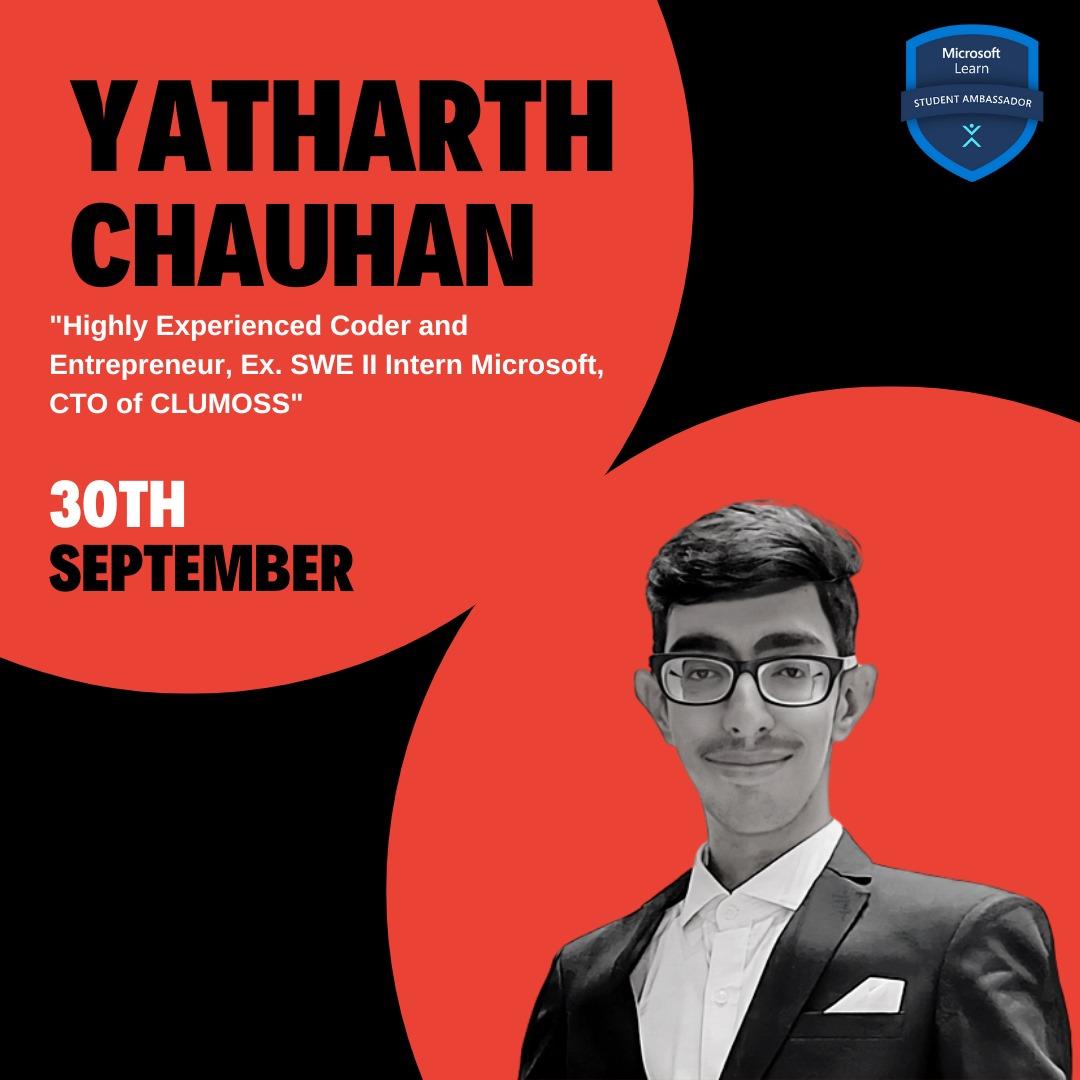 YATHARTH
CHAUHAN
"Highly Experienced Coder and
Entrepreneur, Ex. SWE II Intern Microsoft,
CTO of CLUMOSS"
30TH
SEPTEMBER
Microsoft
Learn
STUDENT AMBASSADOR